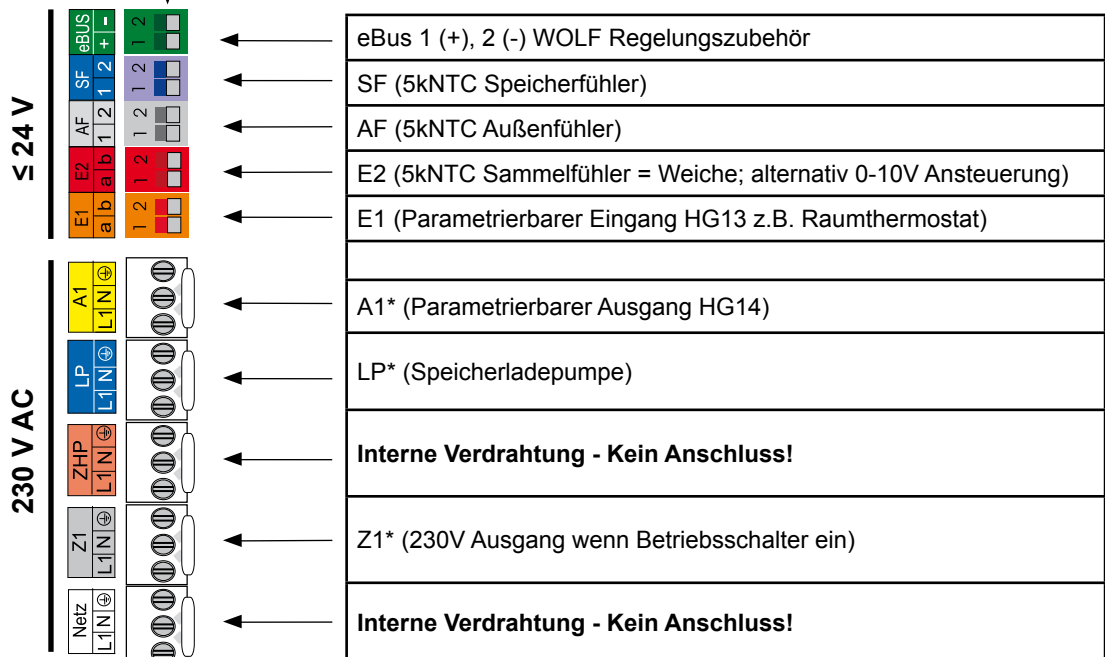 ≤ 24 V
eBUS + - 1 2
eBus 1 (+), 2 (-) WOLF Regelungszubehör
SF 1 2 1 2
SF (5kNTC Speicherfühler)
AF 1 2 1 2
AF (5kNTC Außenfühler)
E2 a b 1 2
E2 (5kNTC Sammelfühler = Weiche; alternativ 0-10V Ansteuerung)
E1 a b 1 2
E1 (Parametrierbarer Eingang HG13 z.B. Raumthermostat)
230 V AC
A1 L1 N
A1* (Parametrierbarer Ausgang HG14)
LP L1 N
LP* (Speicherladepumpe)
ZHP L1 N
Interne Verdrahtung - Kein Anschluss!
Z1 L1 N
Z1* (230V Ausgang wenn Betriebsschalter ein)
Netz L1 N
Interne Verdrahtung - Kein Anschluss!